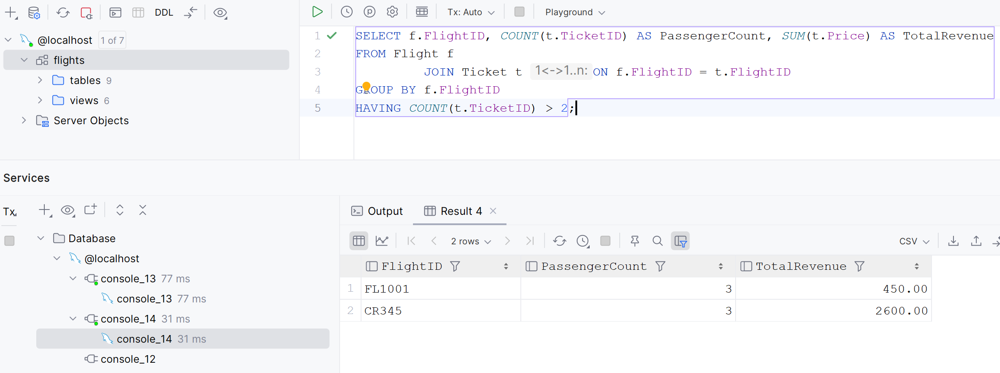 DDL
Tx: Auto
Playground
@localhost 1 of 7
flights
tables 9
views 6
Server Objects
1 SELECT f.FlightID, COUNT(t.TicketID) AS PassengerCount, SUM(t.Price) AS TotalRevenue
2 FROM Flight f
3 JOIN Ticket t 1<->1..n: ON f.FlightID = t.FlightID
4 GROUP BY f.FlightID
5 HAVING COUNT(t.TicketID) > 2;
Services
Tx
Database
@localhost
console_13 77 ms
console_13 77 ms
console_14 31 ms
console_14 31 ms
console_12
Output
Result 4
2 rows
CSV
FlightID PassengerCount TotalRevenue
1 FL1001 3 450.00
2 CR345 3 2600.00